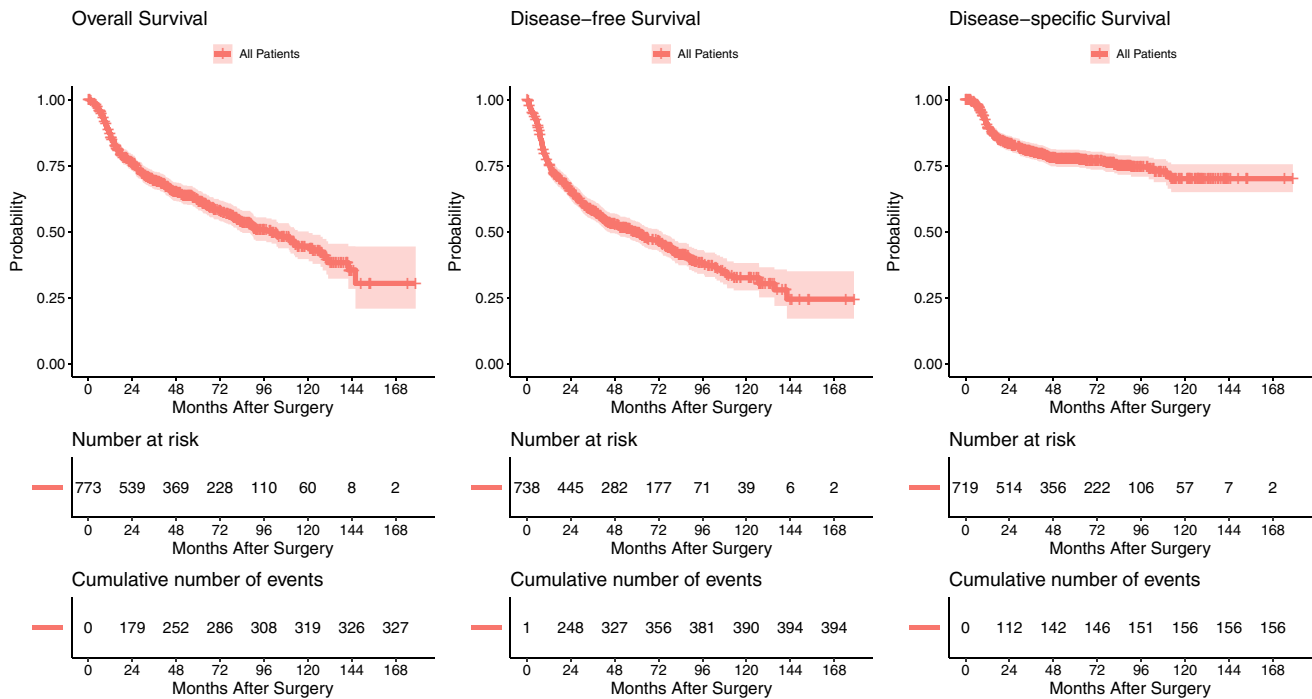 Overall Survival
All Patients
Probability
1.00
0.75
0.50
0.25
0.00
0 24 48 72 96 120 144 168
Months After Surgery
Number at risk
773 539 369 228 110 60 8 2
0 24 48 72 96 120 144 168
Months After Surgery
Cumulative number of events
0 179 252 286 308 319 326 327
0 24 48 72 96 120 144 168
Months After Surgery
Disease−free Survival
All Patients
Probability
1.00
0.75
0.50
0.25
0.00
0 24 48 72 96 120 144 168
Months After Surgery
Number at risk
738 445 282 177 71 39 6 2
0 24 48 72 96 120 144 168
Months After Surgery
Cumulative number of events
1 248 327 356 381 390 394 394
0 24 48 72 96 120 144 168
Months After Surgery
Disease−specific Survival
All Patients
Probability
1.00
0.75
0.50
0.25
0.00
0 24 48 72 96 120 144 168
Months After Surgery
Number at risk
719 514 356 222 106 57 7 2
0 24 48 72 96 120 144 168
Months After Surgery
Cumulative number of events
0 112 142 146 151 156 156 156
0 24 48 72 96 120 144 168
Months After Surgery